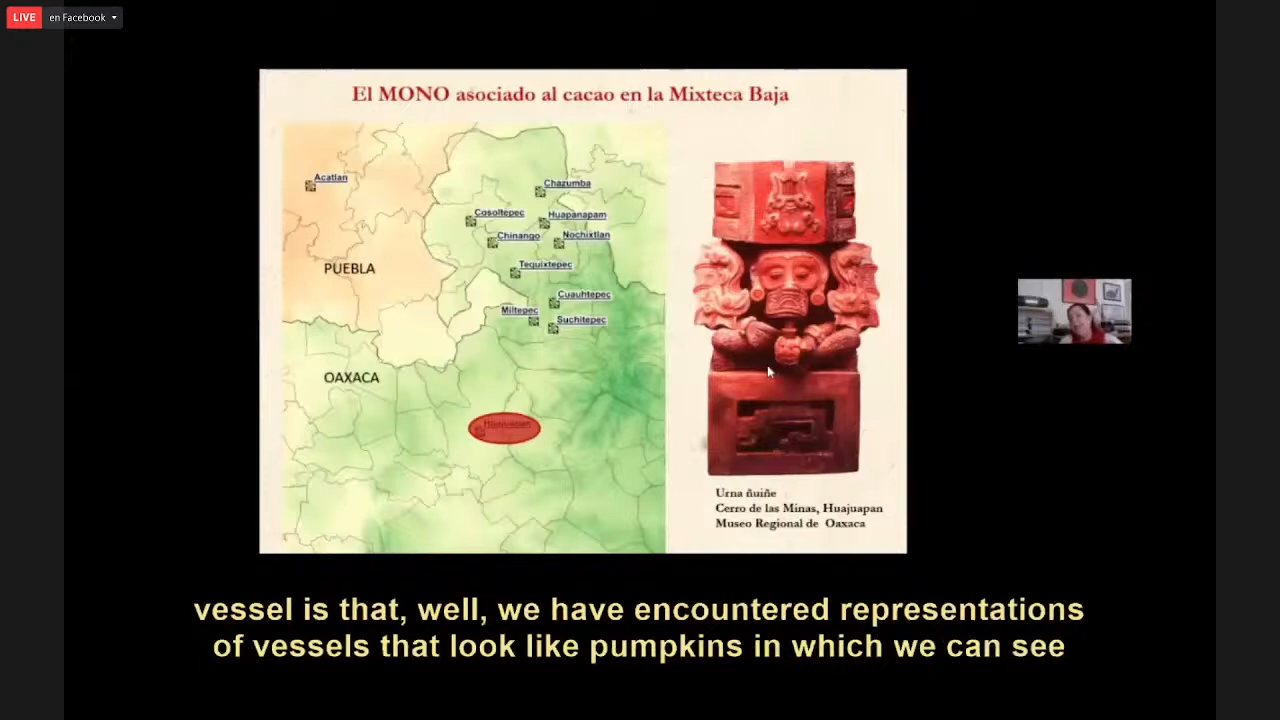 LIVE en Facebook
El MONO asociado al cacao en la Mixteca Baja
Acatlan
Chazumba
Cosoltepec
Huapanapam
Chinango
Nochixtlan
PUEBLA
Tequixtepec
Cuauhtepec
Miltepec
Suchitepec
OAXACA
Urna ñuiñe
Cerro de las Minas, Huajuapan
Museo Regional de Oaxaca
vessel is that, well, we have encountered representations
of vessels that look like pumpkins in which we can see